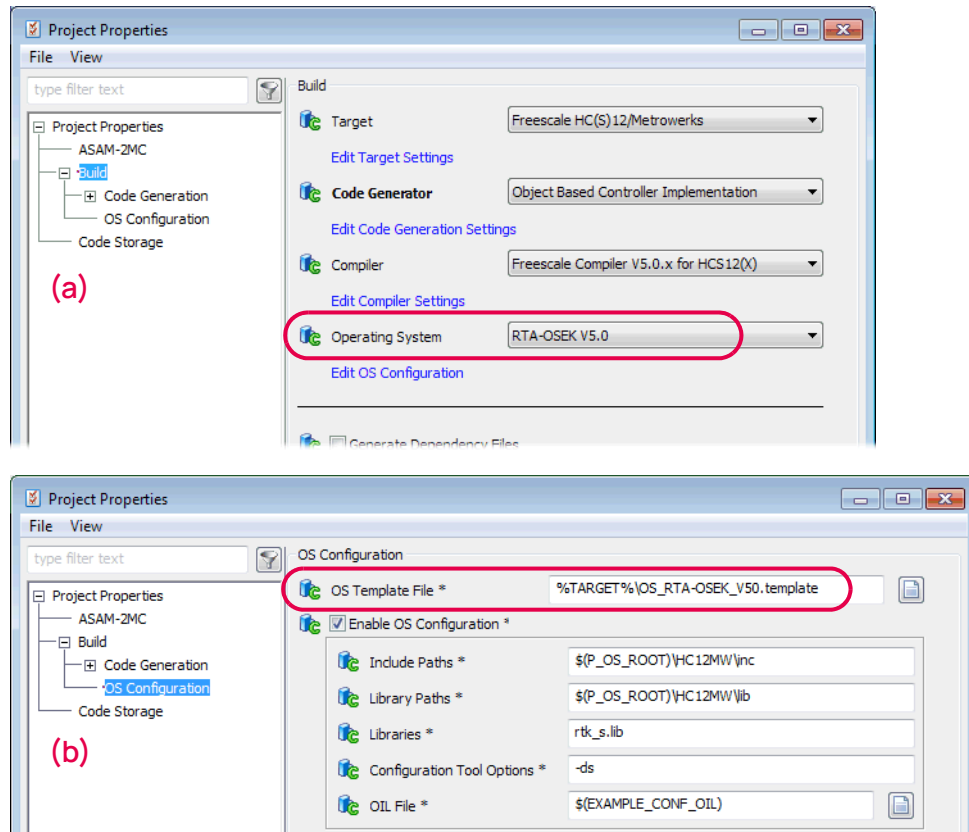 Project Properties
File View
type filter text
Project Properties
ASAM-2MC
Build
Code Generation
OS Configuration
Code Storage
(a)
Build
Target Freescale HC(S)12/Metrowerks
Edit Target Settings
Code Generator Object Based Controller Implementation
Edit Code Generation Settings
Compiler Freescale Compiler V5.0.x for HCS12(X)
Edit Compiler Settings
Operating System RTA-OSEK V5.0
Edit OS Configuration
Generate Dependency Files
Project Properties
File View
type filter text
Project Properties
ASAM-2MC
Build
Code Generation
OS Configuration
Code Storage
(b)
OS Configuration
OS Template File * %TARGET%\OS_RTA-OSEK_V50.template
Enable OS Configuration *
Include Paths * $(P_OS_ROOT)\HC12MW\inc
Library Paths * $(P_OS_ROOT)\HC12MW\lib
Libraries * rtk_s.lib
Configuration Tool Options * -ds
OIL File * $(EXAMPLE_CONF_OIL)